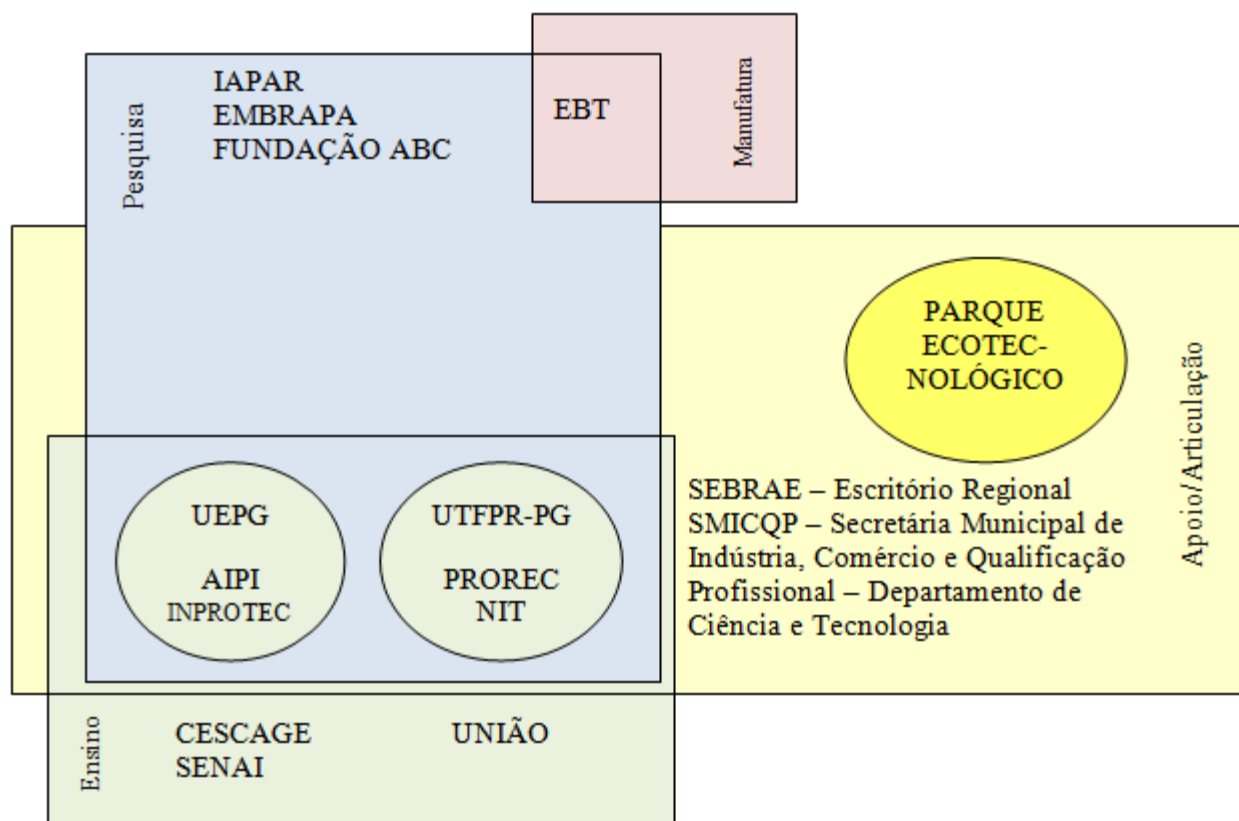 IAPAR
EMBRAPA
FUNDAÇÃO ABC
Pesquisa
EBT
Manufatura
PARQUE
ECOTEC-
NOLÓGICO
Apoio/Articulação
SEBRAE – Escritório Regional
SMICQP – Secretária Municipal de
Indústria, Comércio e Qualificação
Profissional – Departamento de
Ciência e Tecnologia
UEPG
AIPI
INPROTEC
UTFPR-PG
PROREC
NIT
Ensino
CESCAGE
SENAI
UNIÃO